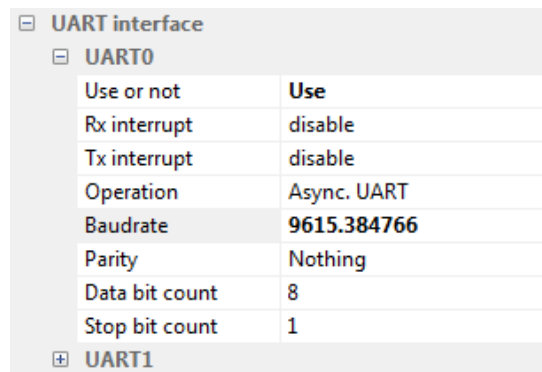 UART interface
UART0
Use or not Use
Rx interrupt disable
Tx interrupt disable
Operation Async. UART
Baudrate 9615.384766
Parity Nothing
Data bit count 8
Stop bit count 1
UART1